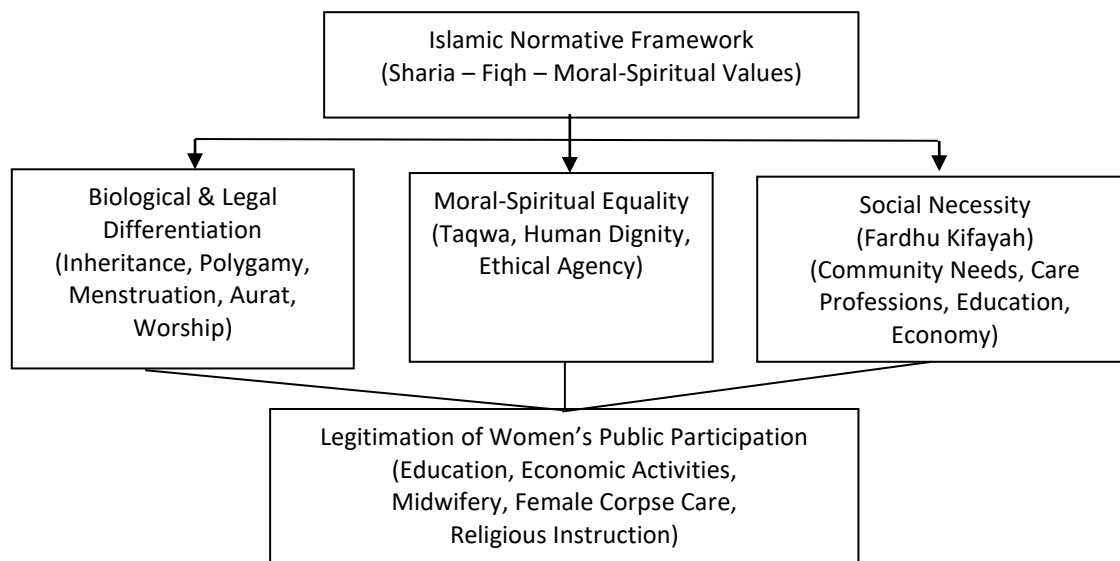 Islamic Normative Framework
(Sharia – Fiqh – Moral-Spiritual Values)
Biological & Legal
Differentiation
(Inheritance, Polygamy,
Menstruation, Aurat,
Worship)
Moral-Spiritual Equality
(Taqwa, Human Dignity,
Ethical Agency)
Social Necessity
(Fardhu Kifayah)
(Community Needs, Care
Professions, Education,
Economy)
Legitimation of Women’s Public Participation
(Education, Economic Activities,
Midwifery, Female Corpse Care,
Religious Instruction)